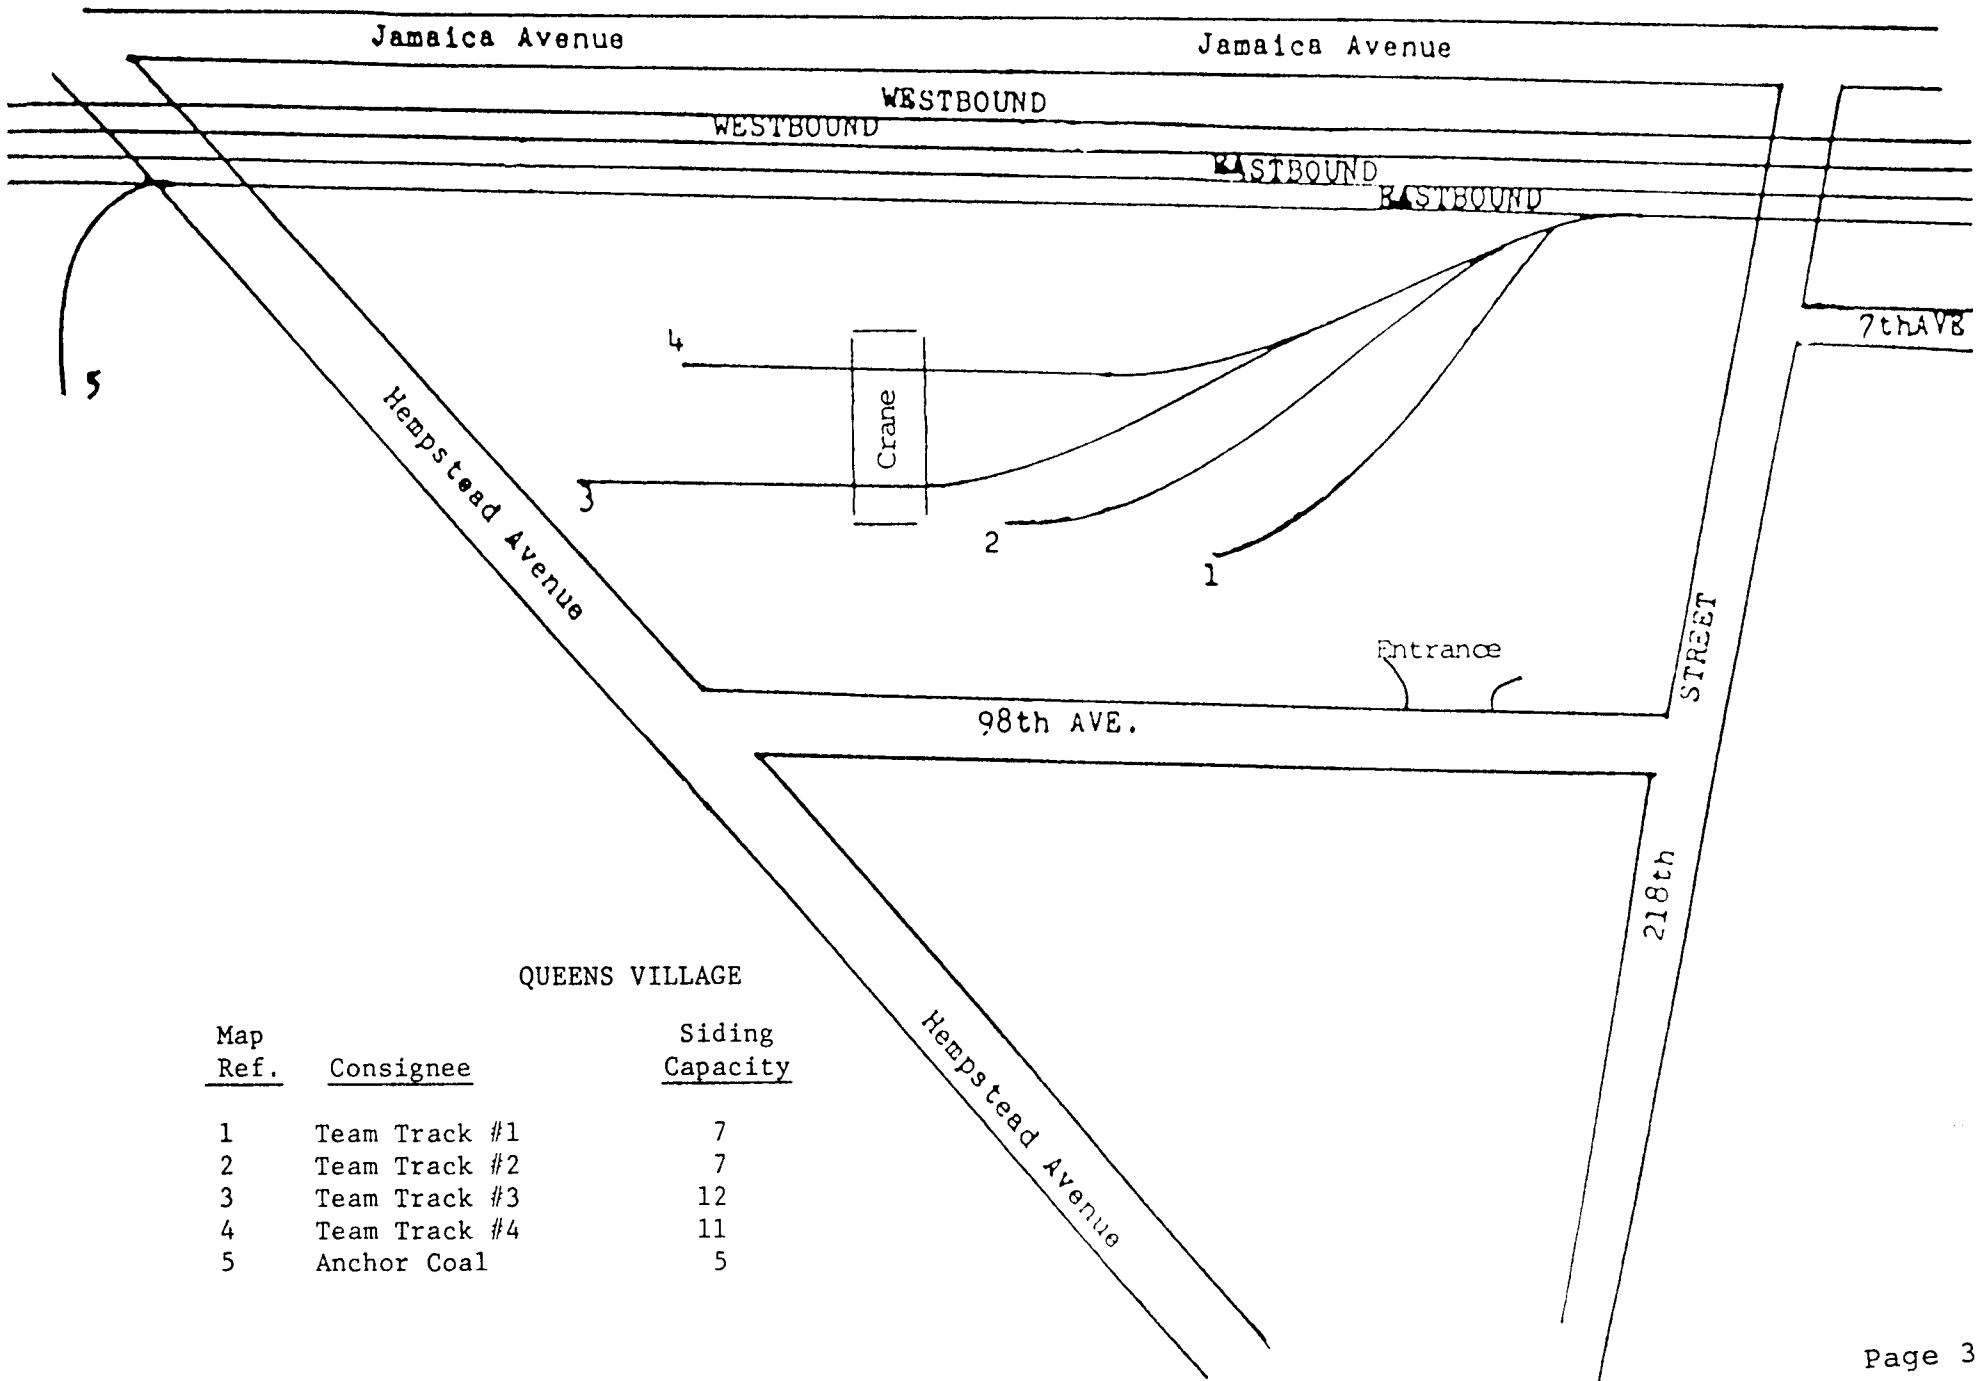 Jamaica Avenue
Jamaica Avenue
WESTBOUND
WESTBOUND
EASTBOUND
EASTBOUND
7thAVE
4
5
Crane
Hempstead Avenue
3
2
1
Entrance
STREET
98th AVE.
218th
QUEENS VILLAGE
Map Siding
Ref. Consignee Capacity
1 Team Track #1 7
2 Team Track #2 7
3 Team Track #3 12
4 Team Track #4 11
5 Anchor Coal 5
Hempstead Avenue
Page 3